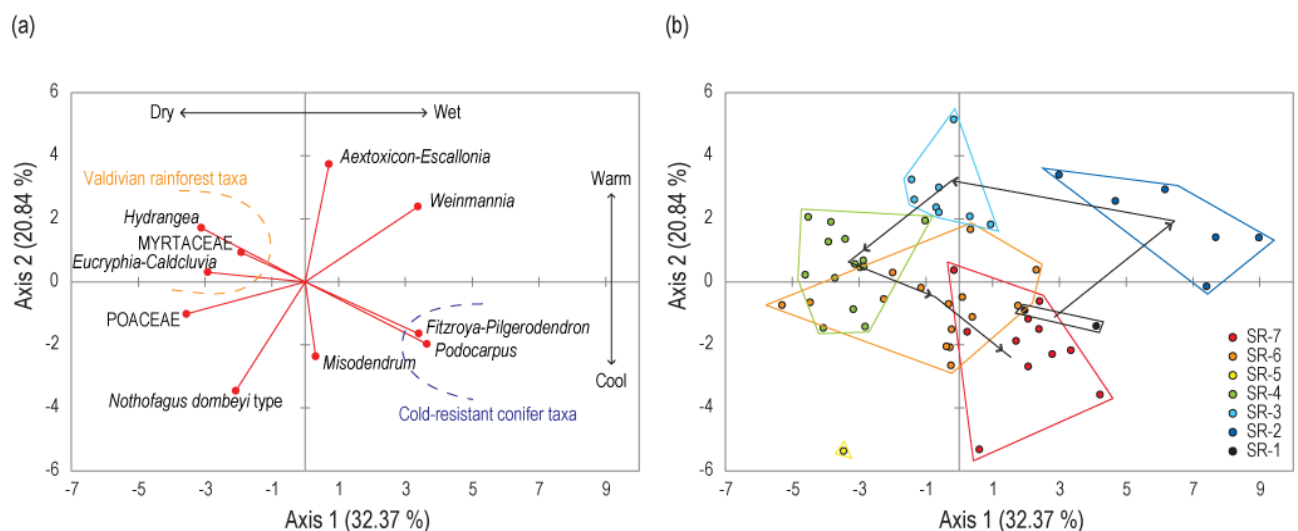 (a)
6
4
2
0
-2
-4
-6
-7
-5
-3
-1
1
3
5
7
9
Axis 2 (20.84 %)
Axis 1 (32.37 %)
Dry
Wet
Aextoxicon-Escallonia
Valdivian rainforest taxa
Warm
Weinmannia
Hydrangea
MYRTACEAE
Eucryphia-Caldcluvia
POACEAE
Fitzroya-Pilgerodendron
Podocarpus
Misodendrum
Cool
Nothofagus dombeyi type
Cold-resistant conifer taxa
(b)
6
4
2
0
-2
-4
-6
-7
-5
-3
-1
1
3
5
7
9
Axis 2 (20.84 %)
Axis 1 (32.37 %)
SR-7
SR-6
SR-5
SR-4
SR-3
SR-2
SR-1